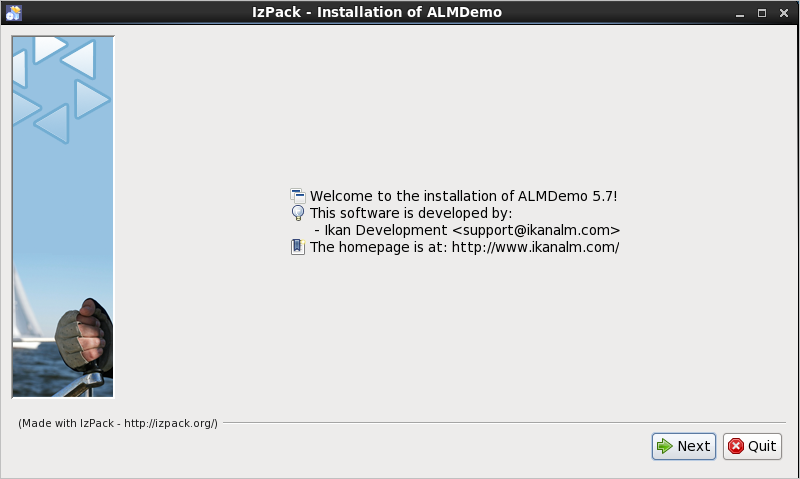 IzPack - Installation of ALMDemo
Welcome to the installation of ALMDemo 5.7!
This software is developed by:
- Ikan Development <support@ikanalm.com>
The homepage is at: http://www.ikanalm.com/
(Made with IzPack - http://izpack.org/)
Next
Quit